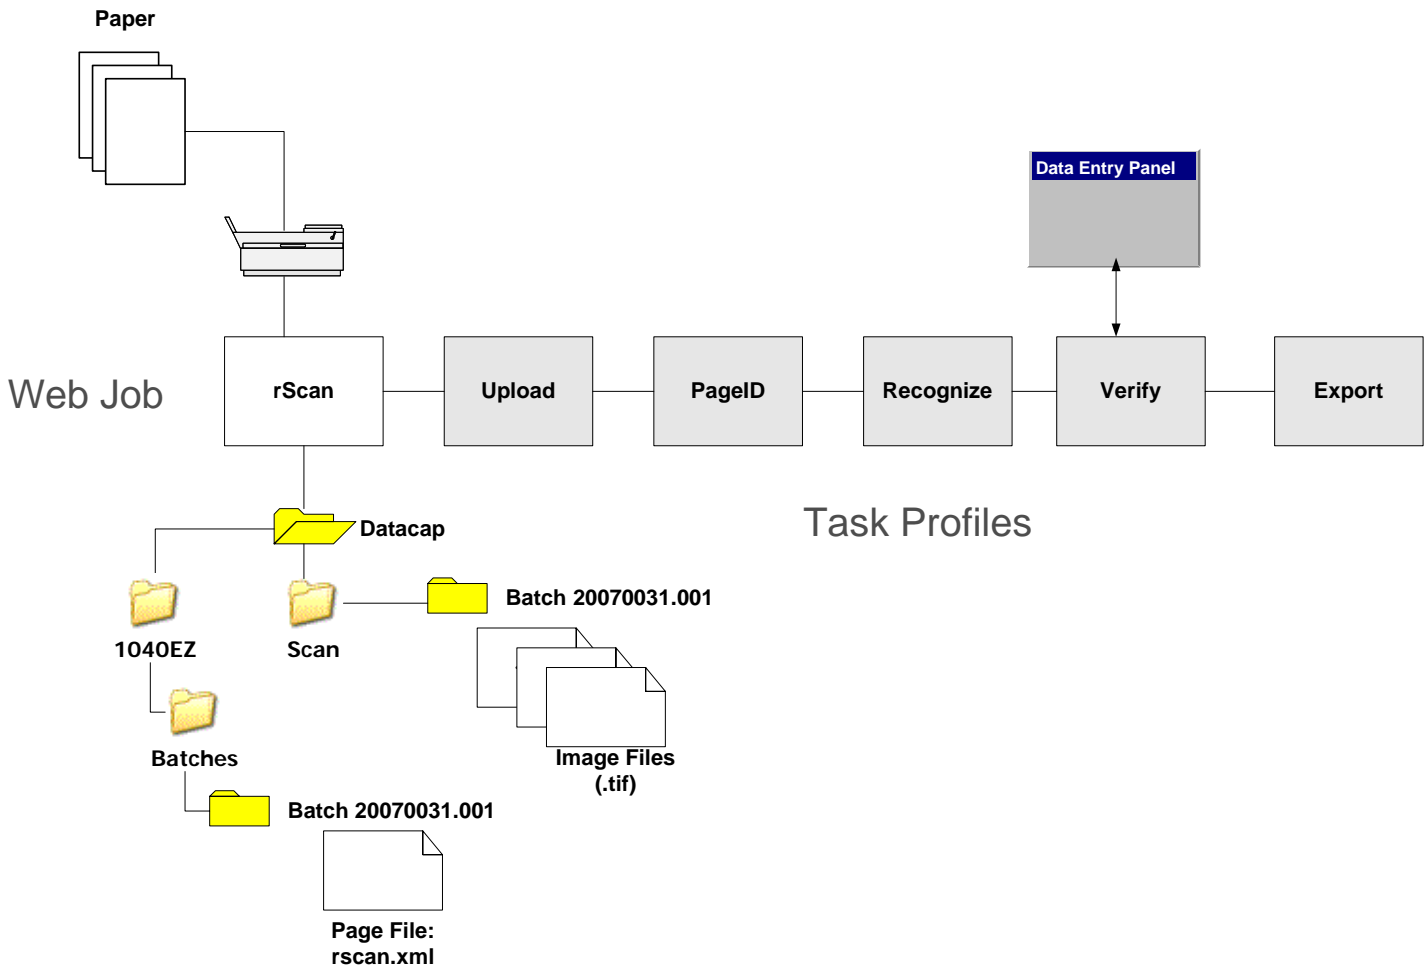 Paper
Data Entry Panel
Web Job
rScan
Upload
PageID
Recognize
Verify
Export
Task Profiles
Datacap
1040EZ
Scan
Batch 20070031.001
Image Files
(.tif)
Batches
Batch 20070031.001
Page File:
rscan.xml